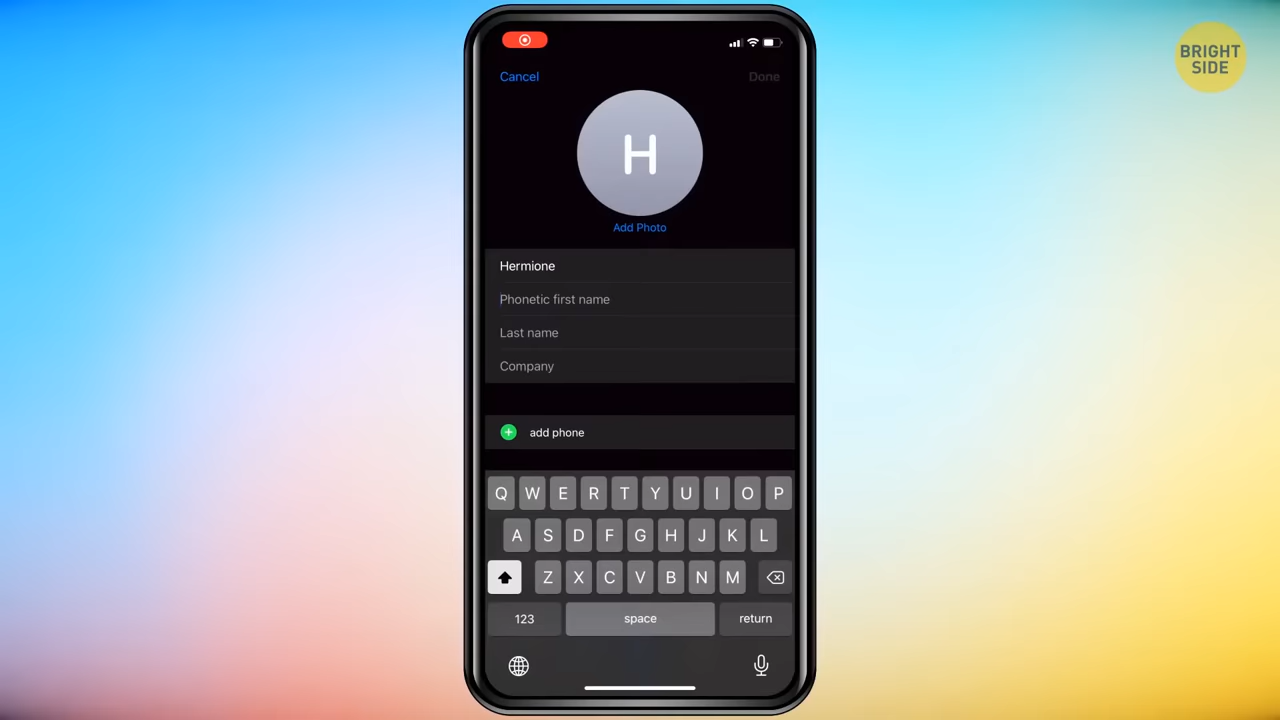 BRIGHT
SIDE
Cancel
Done
H
Add Photo
Hermione
Phonetic first name
Last name
Company
add phone
Q W E R T Y U I O P
A S D F G H J K L
Z X C V B N M
123 space return